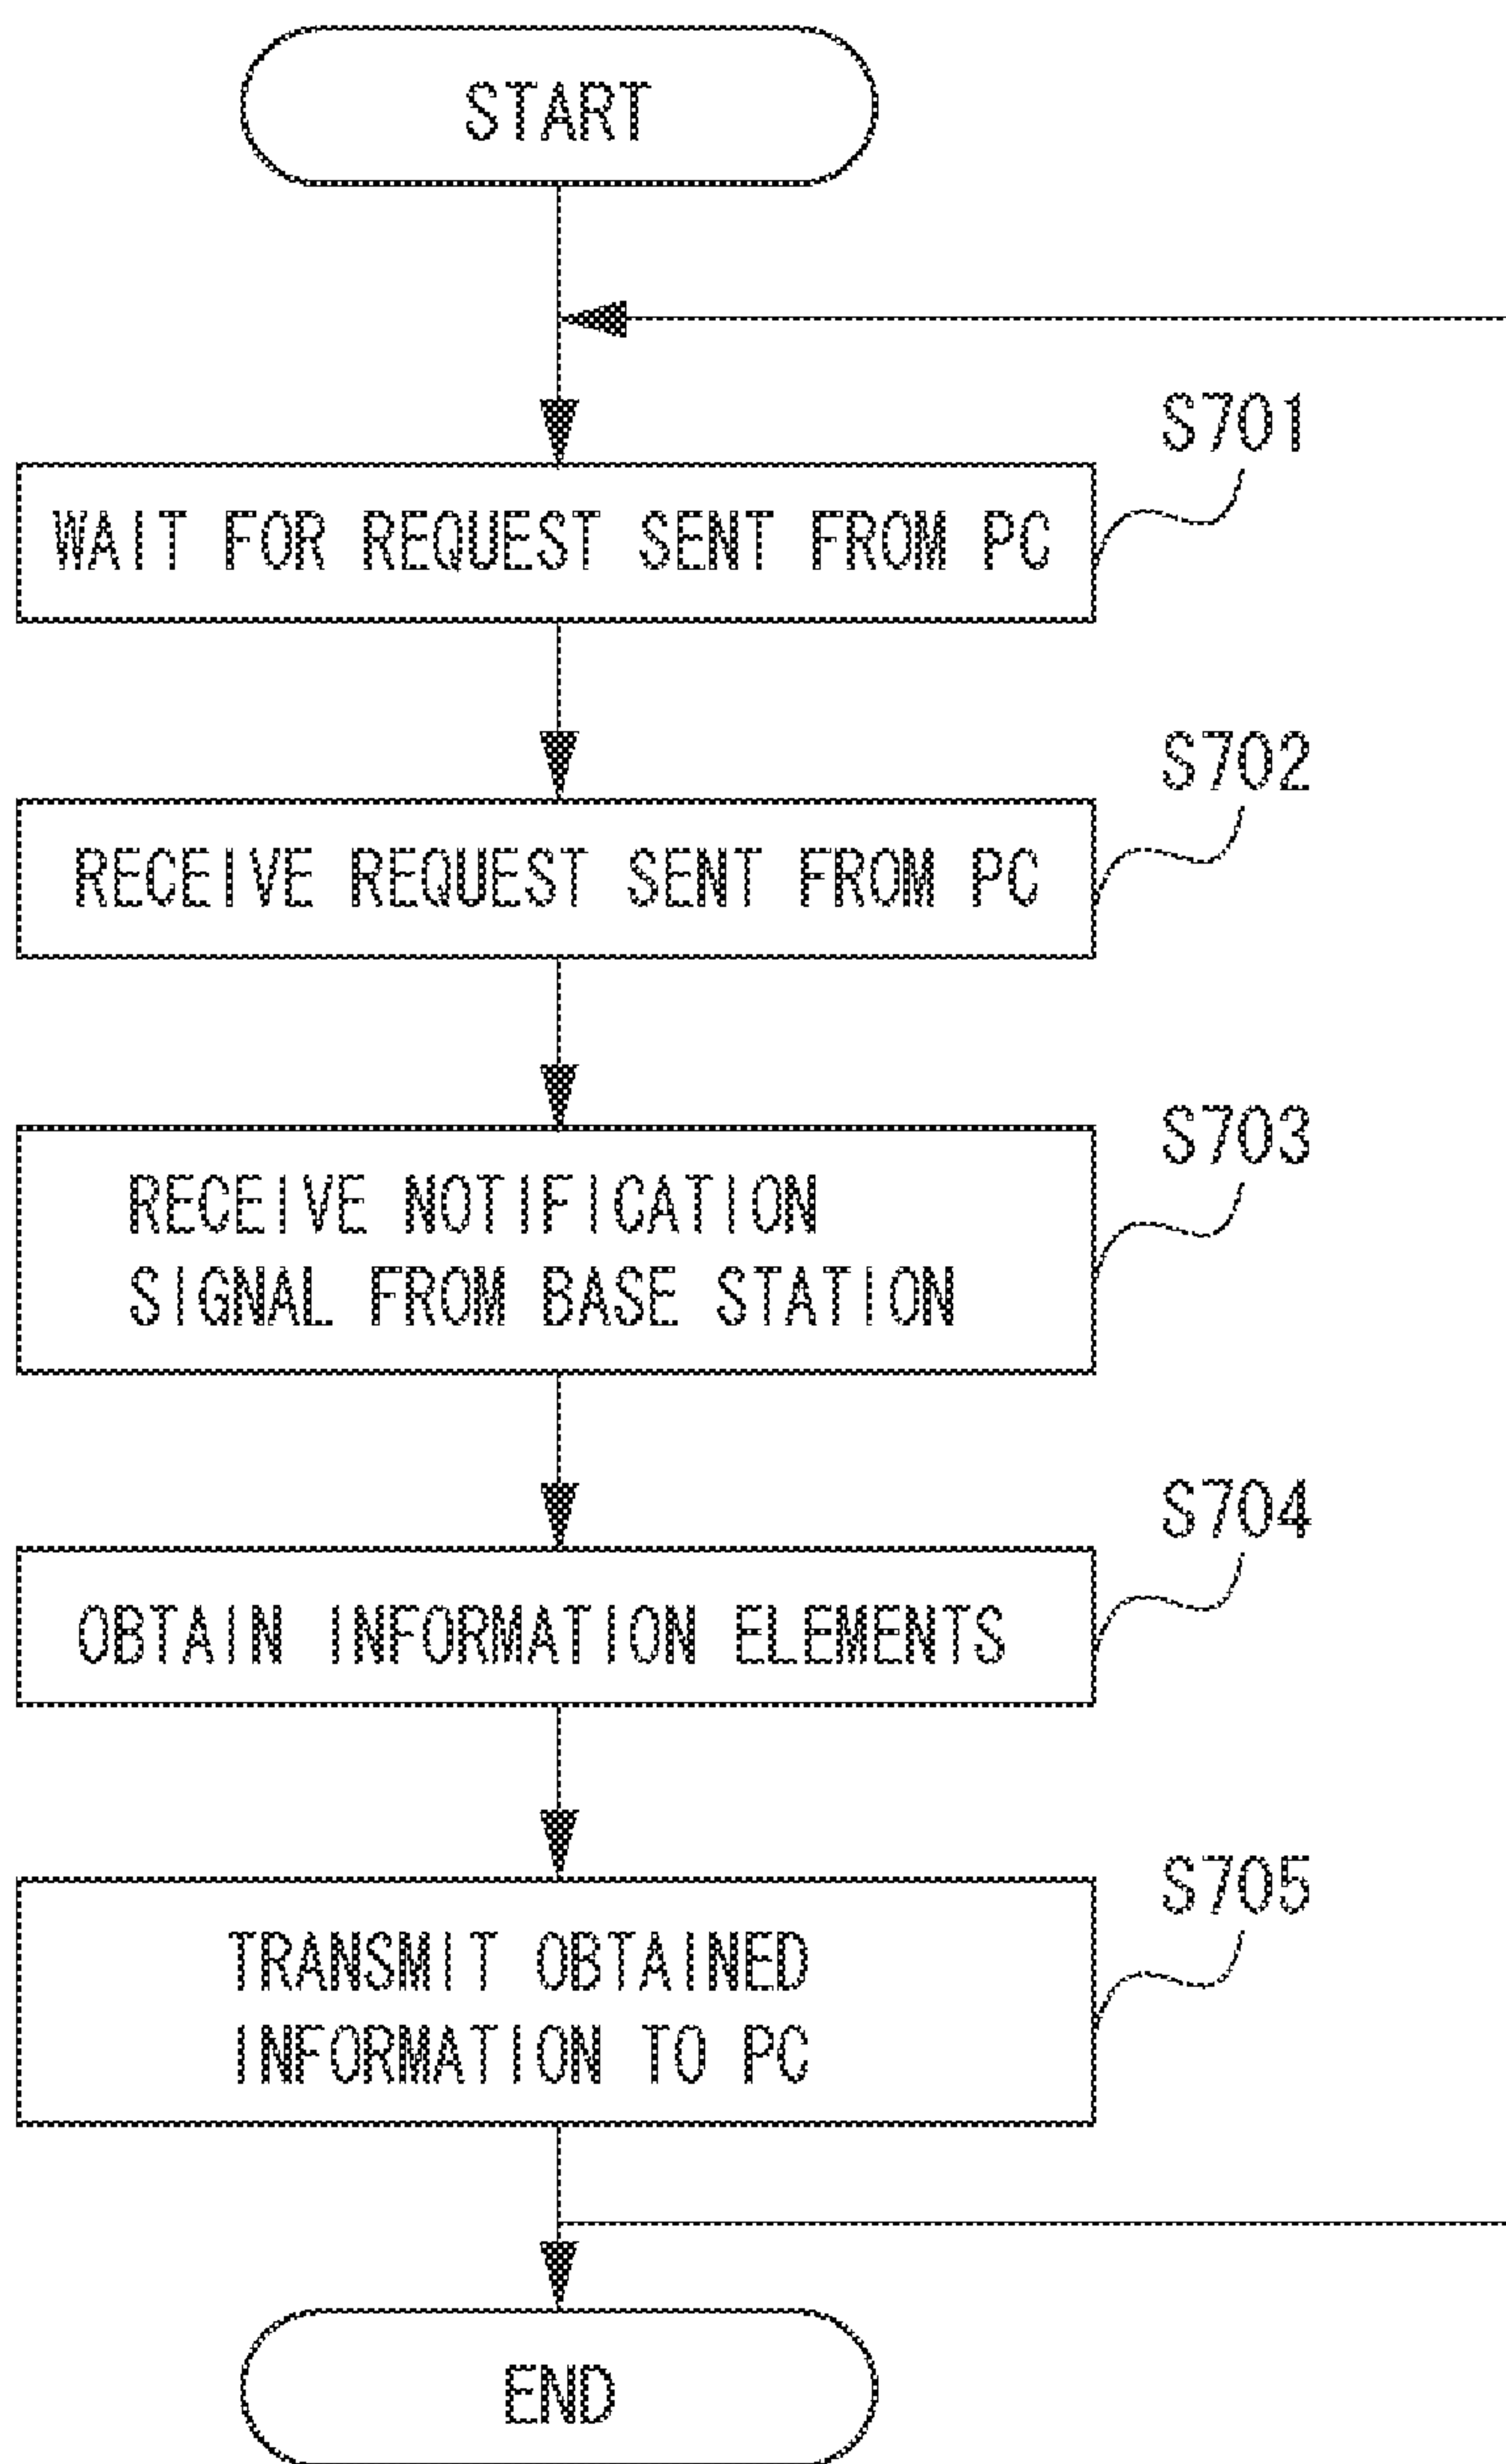 START
S701
WAIT FOR REQUEST SENT FROM PC
S702
RECEIVE REQUEST SENT FROM PC
S703
RECEIVE NOTIFICATION
SIGNAL FROM BASE STATION
S704
OBTAIN INFORMATION ELEMENTS
S705
TRANSMIT OBTAINED
INFORMATION TO PC
END